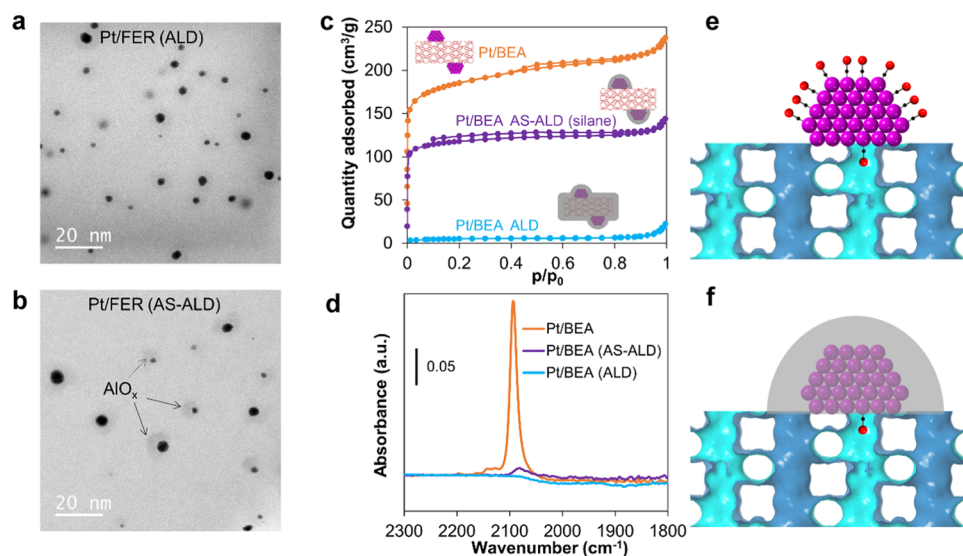 a
Pt/FER (ALD)
20 nm
b
Pt/FER (AS-ALD)
AlOx
20 nm
c
Quantity adsorbed (cm³/g)
250
200
150
100
50
0
Pt/BEA
Pt/BEA AS-ALD (silane)
Pt/BEA ALD
0 0.2 0.4 0.6 0.8 1
p/p₀
d
Absorbance (a.u.)
0.05
Pt/BEA
Pt/BEA (AS-ALD)
Pt/BEA (ALD)
2300 2200 2100 2000 1900 1800
Wavenumber (cm⁻¹)
e
f